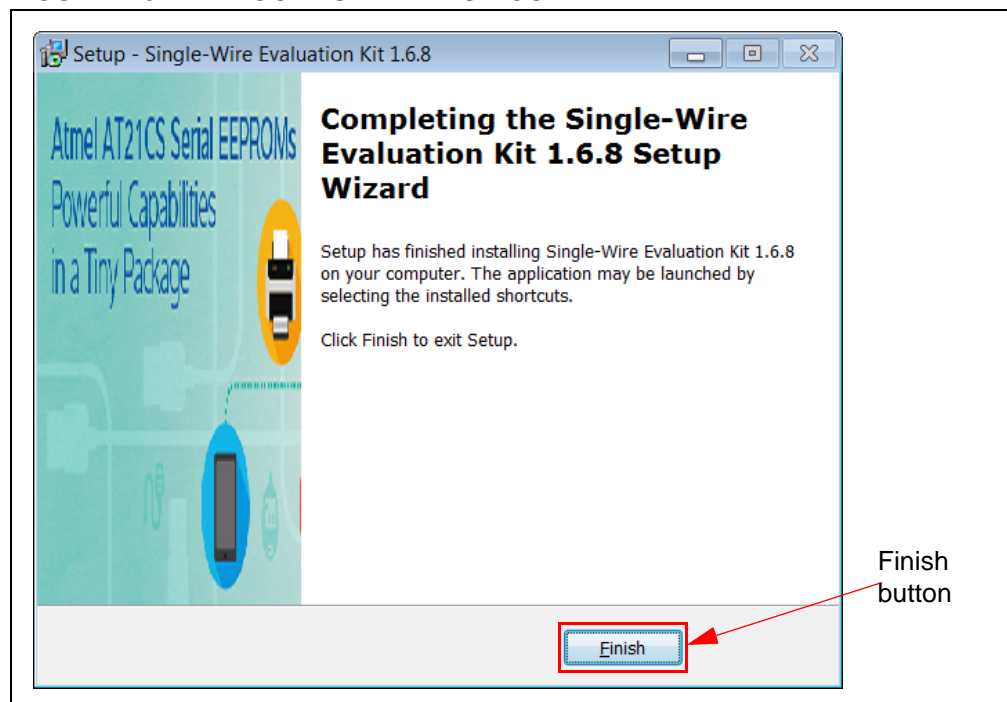 Setup - Single-Wire Evaluation Kit 1.6.8
Atmel AT21CS Serial EEPROMs
Powerful Capabilities
in a Tiny Package
Completing the Single-Wire
Evaluation Kit 1.6.8 Setup
Wizard
Setup has finished installing Single-Wire Evaluation Kit 1.6.8
on your computer. The application may be launched by
selecting the installed shortcuts.
Click Finish to exit Setup.
Finish
button
Finish